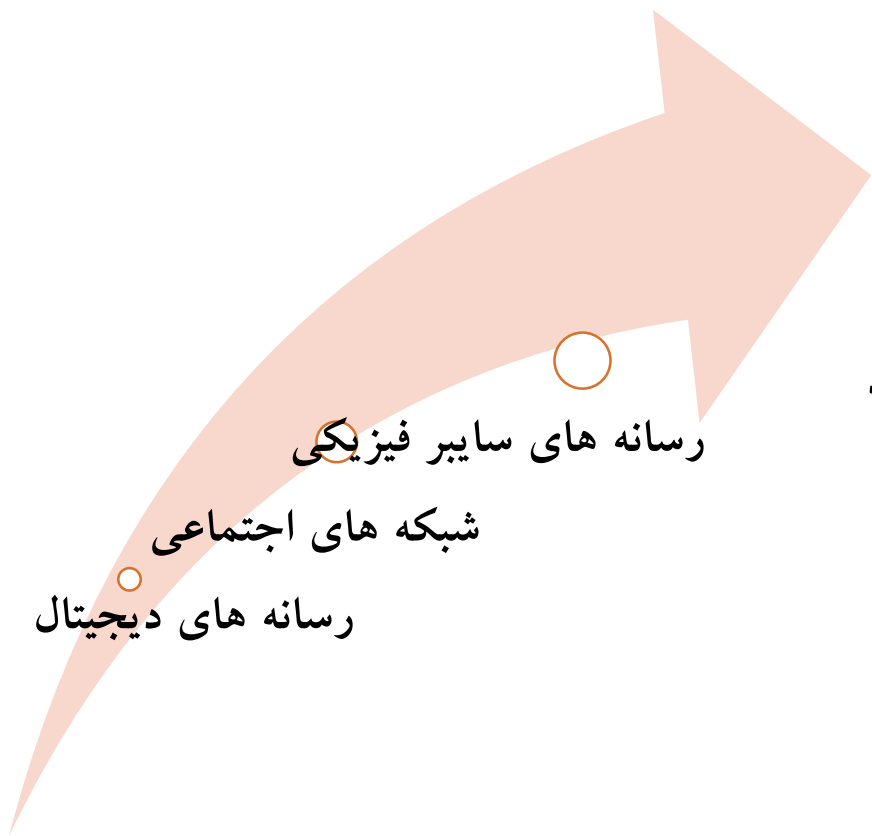 رسانه های سایبر فیزیکی
شبکه های اجتماعی
رسانه های دیجیتال